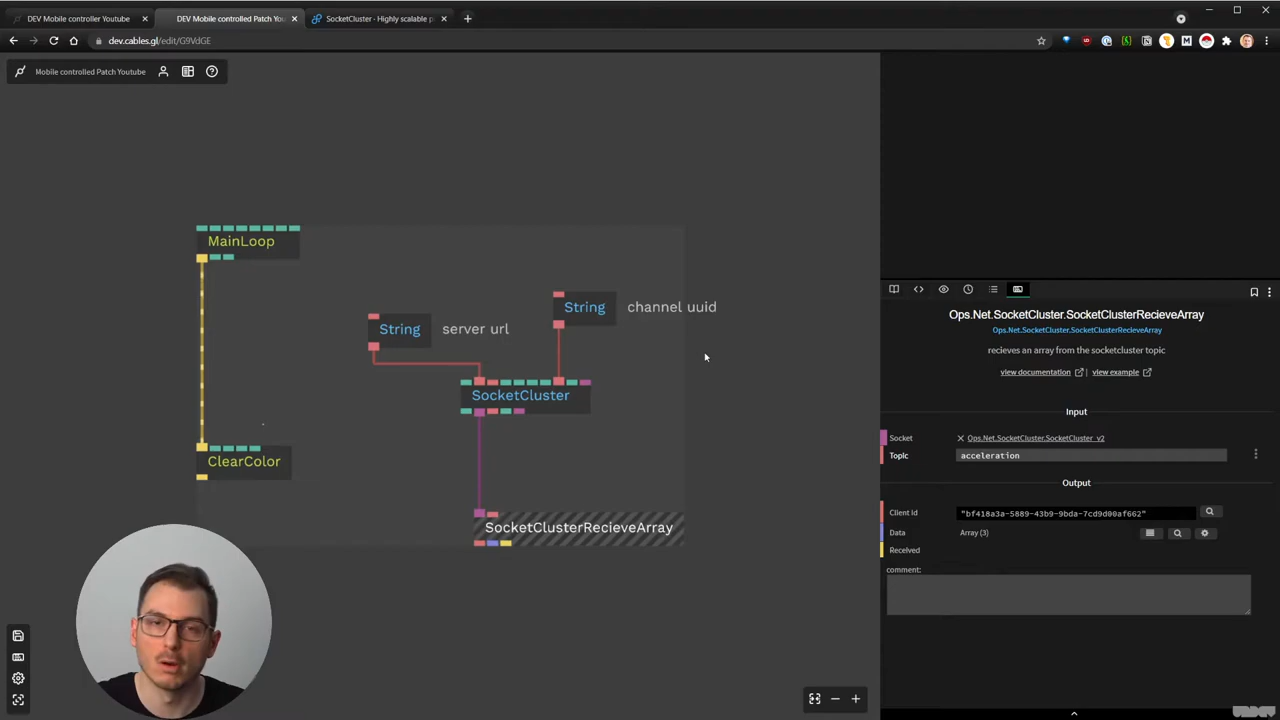 DEV Mobile controller Youtube
DEV Mobile controlled Patch You
SocketCluster - Highly scalable p
dev.cables.gl/edit/G9VdGE
Mobile controlled Patch Youtube
MainLoop
String
channel uuid
String
server url
SocketCluster
ClearColor
SocketClusterRecieveArray
Ops.Net.SocketCluster.SocketClusterRecieveArray
Ops.Net.SocketCluster.SocketClusterRecieveArray
recieves an array from the socketcluster topic
view documentation
view example
Input
Socket
Ops.Net.SocketCluster.SocketCluster_v2
Topic
acceleration
Output
Client Id
"bf418a3a-5889-43b9-9bda-7cd9d00af662"
Data
Array (3)
Received
comment: